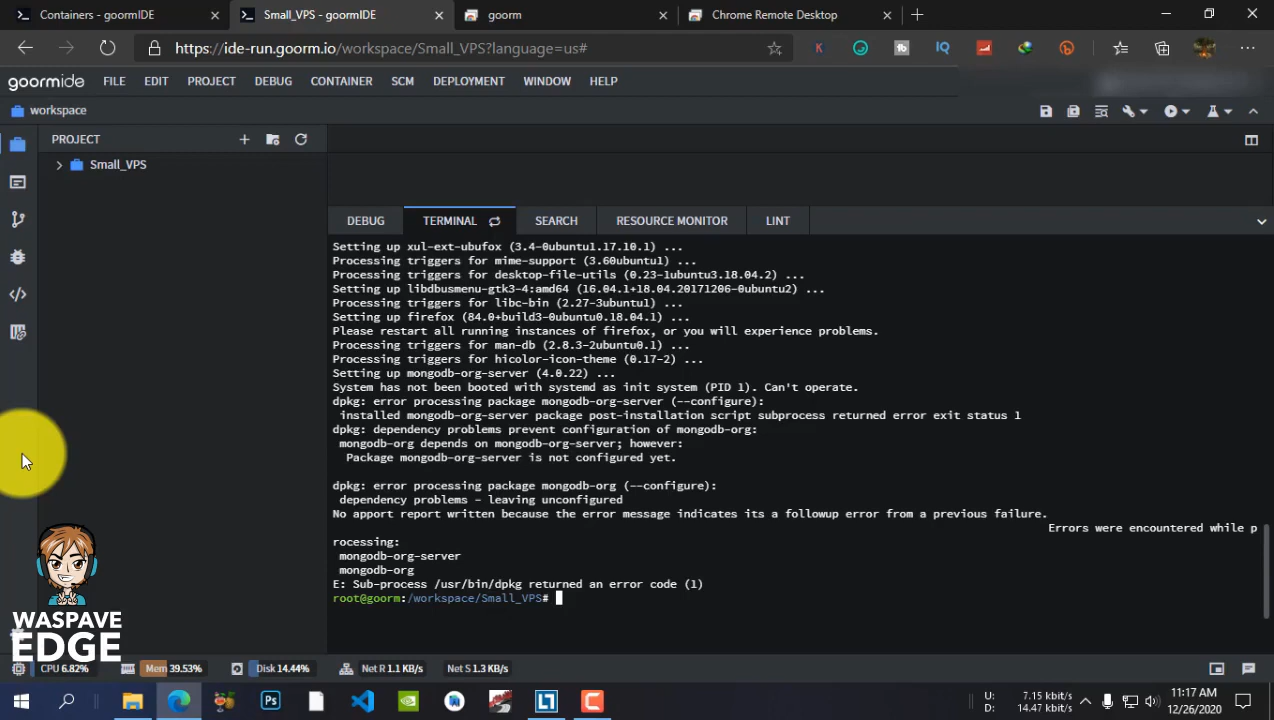 Containers - goormIDE
Small_VPS - goormIDE
goorm
Chrome Remote Desktop
https://ide-run.goorm.io/workspace/Small_VPS?language=us#
goormide FILE EDIT PROJECT DEBUG CONTAINER SCM DEPLOYMENT WINDOW HELP
workspace
PROJECT
Small_VPS
DEBUG TERMINAL SEARCH RESOURCE MONITOR LINT
Setting up xul-ext-ubufox (3.4-0ubuntu1.17.10.1) ...
Processing triggers for mime-support (3.60ubuntu1) ...
Processing triggers for desktop-file-utils (0.23-1ubuntu3.18.04.2) ...
Setting up libdbusmenu-gtk3-4:amd64 (16.04.1+18.04.20171206-0ubuntu2) ...
Processing triggers for libc-bin (2.27-3ubuntu1) ...
Setting up firefox (84.0+build3-0ubuntu0.18.04.1) ...
Please restart all running instances of firefox, or you will experience problems.
Processing triggers for man-db (2.8.3-2ubuntu0.1) ...
Processing triggers for hicolor-icon-theme (0.17-2) ...
Setting up mongodb-org-server (4.0.22) ...
System has not been booted with systemd as init system (PID 1). Can't operate.
dpkg: error processing package mongodb-org-server (--configure):
installed mongodb-org-server package post-installation script subprocess returned error exit status 1
dpkg: dependency problems prevent configuration of mongodb-org:
mongodb-org depends on mongodb-org-server; however:
Package mongodb-org-server is not configured yet.
dpkg: error processing package mongodb-org (--configure):
dependency problems - leaving unconfigured
No apport report written because the error message indicates its a followup error from a previous failure.
Errors were encountered while p
rocessing:
mongodb-org-server
mongodb-org
E: Sub-process /usr/bin/dpkg returned an error code (1)
root@goorm:/workspace/Small_VPS#
WASPAVE
EDGE
CPU 6.82% Mem 39.53% Disk 14.44% Net R 1.1 KB/s Net S 1.3 KB/s
Ps
U: 7.15 kbit/s
D: 14.47 kbit/s
11:17 AM
12/26/2020